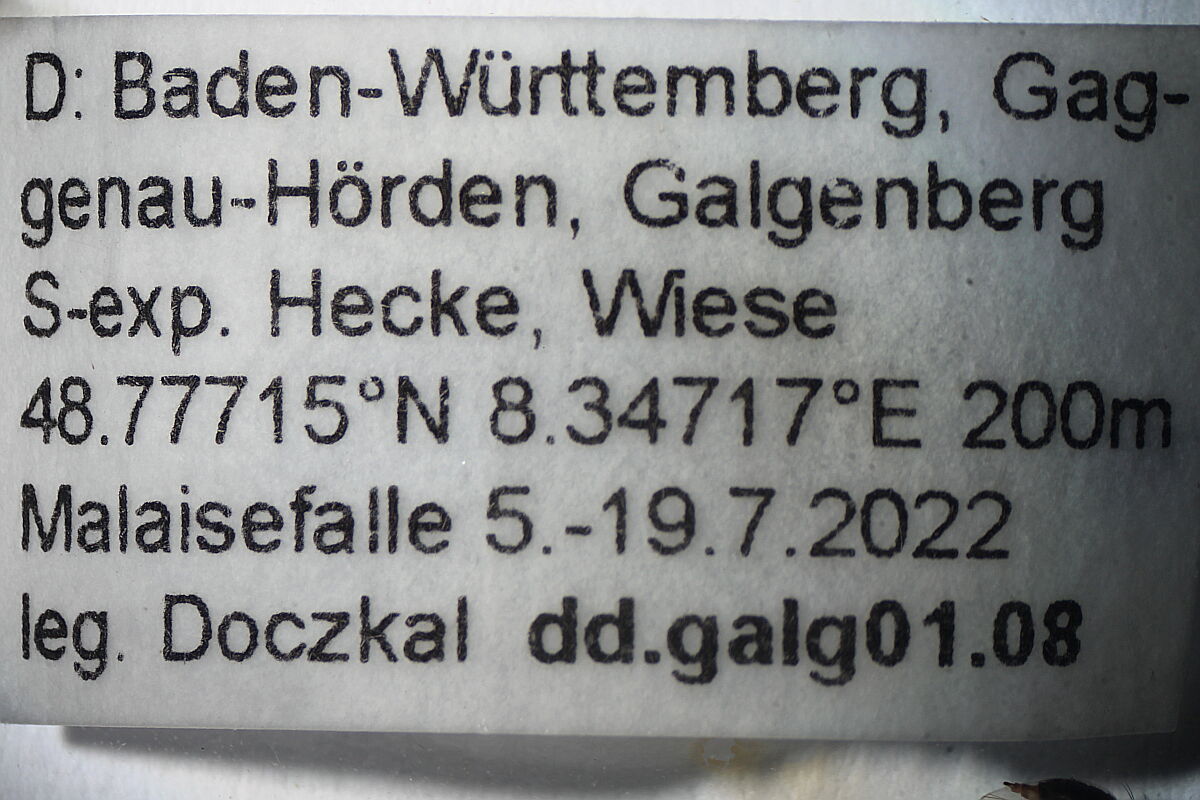 D: Baden-Württemberg, Gag-
genau-Hörden, Galgenberg
S-exp. Hecke, Wiese
48.77715°N 8.34717°E 200m
Malaisefalle 5.-19.7.2022
leg. Doczkal dd.galg01.08